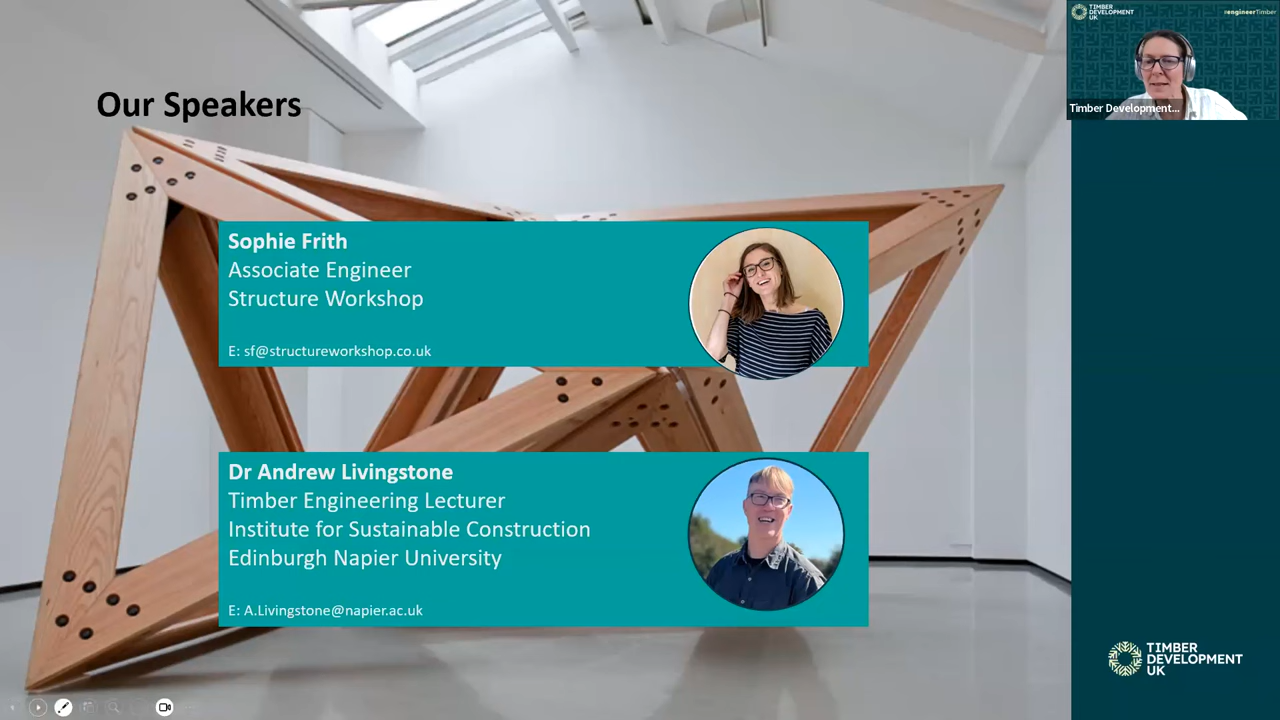 Our Speakers
Sophie Frith
Associate Engineer
Structure Workshop
E: sf@structureworkshop.co.uk
Dr Andrew Livingstone
Timber Engineering Lecturer
Institute for Sustainable Construction
Edinburgh Napier University
E: A.Livingstone@napier.ac.uk
TIMBER
DEVELOPMENT
UK
#engineerTimber
Timber Development...
TIMBER
DEVELOPMENT
UK